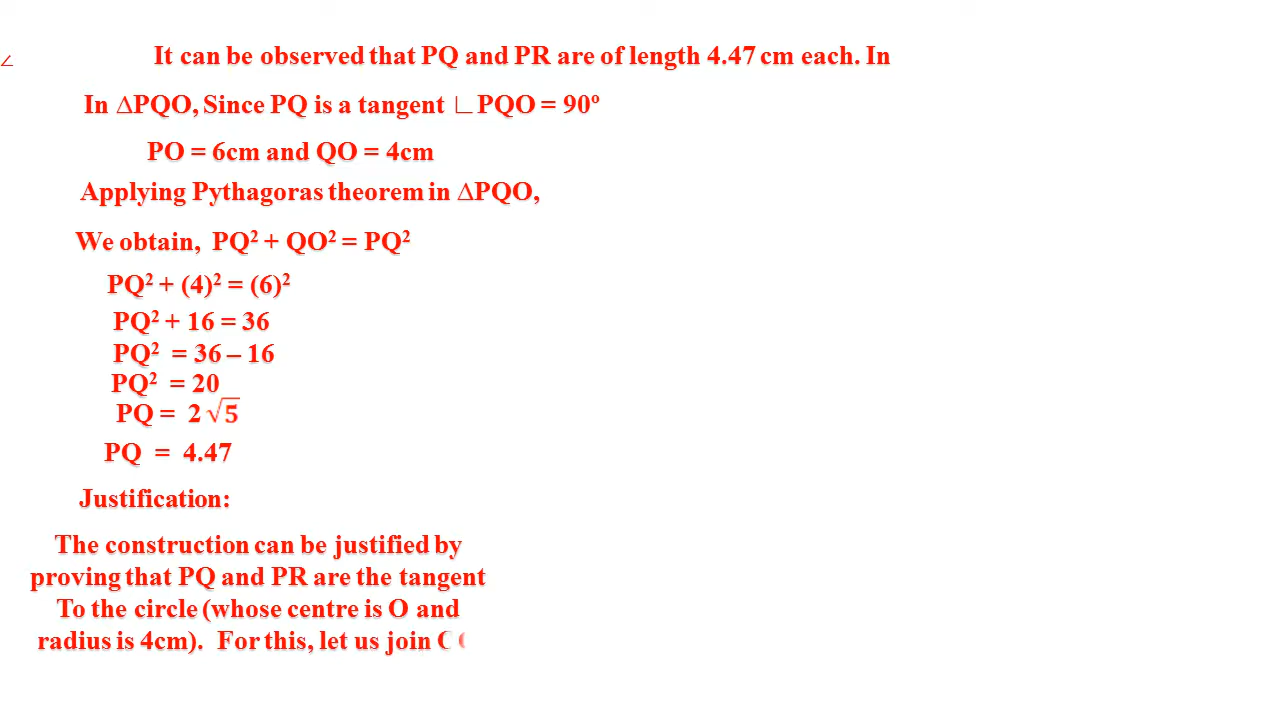 It can be observed that PQ and PR are of length 4.47 cm each. In
∠
In ∆PQO, Since PQ is a tangent ∟PQO = 90º
PO = 6cm and QO = 4cm
Applying Pythagoras theorem in ∆PQO,
We obtain, PQ² + QO² = PQ²
PQ² + (4)² = (6)²
PQ² + 16 = 36
PQ² = 36 – 16
PQ² = 20
PQ = 2 √5
PQ = 4.47
Justification:
The construction can be justified by
proving that PQ and PR are the tangent
To the circle (whose centre is O and
radius is 4cm). For this, let us join